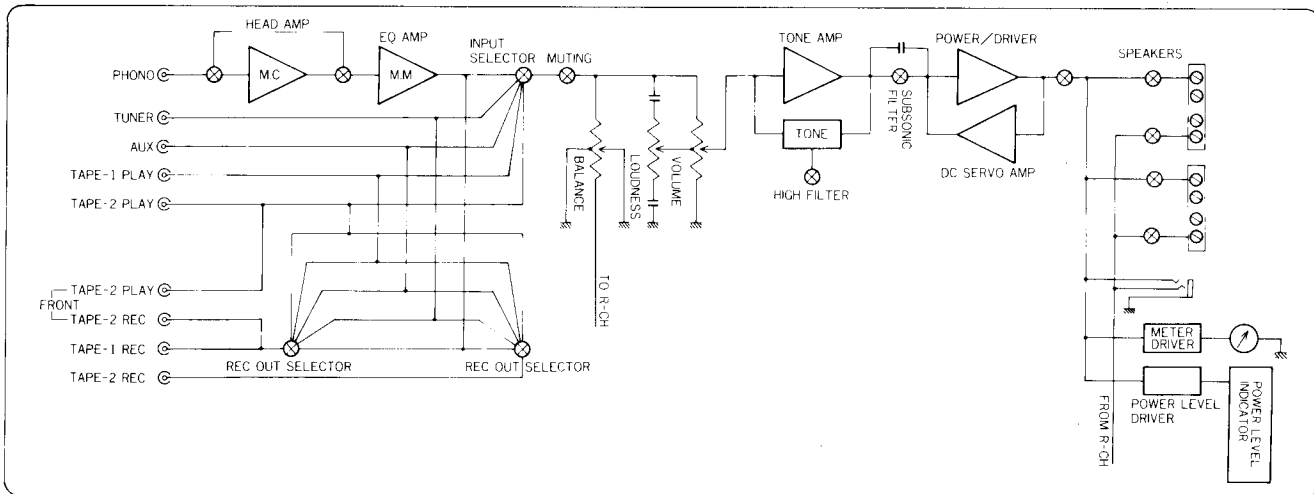 HEAD AMP
EQ AMP
INPUT
SELECTOR
MUTING
PHONO
M.C
M.M
TUNER
AUX
TAPE-1 PLAY
TAPE-2 PLAY
TAPE-2 PLAY
FRONT
TAPE-2 REC
TAPE-1 REC
TAPE-2 REC
REC OUT SELECTOR
REC OUT SELECTOR
BALANCE
LOUDNESS
VOLUME
TO R-CH
TONE AMP
TONE
HIGH FILTER
SUBSONIC
FILTER
POWER/DRIVER
DC SERVO AMP
SPEAKERS
METER
DRIVER
POWER LEVEL
DRIVER
POWER LEVEL
INDICATOR
FROM R-CH